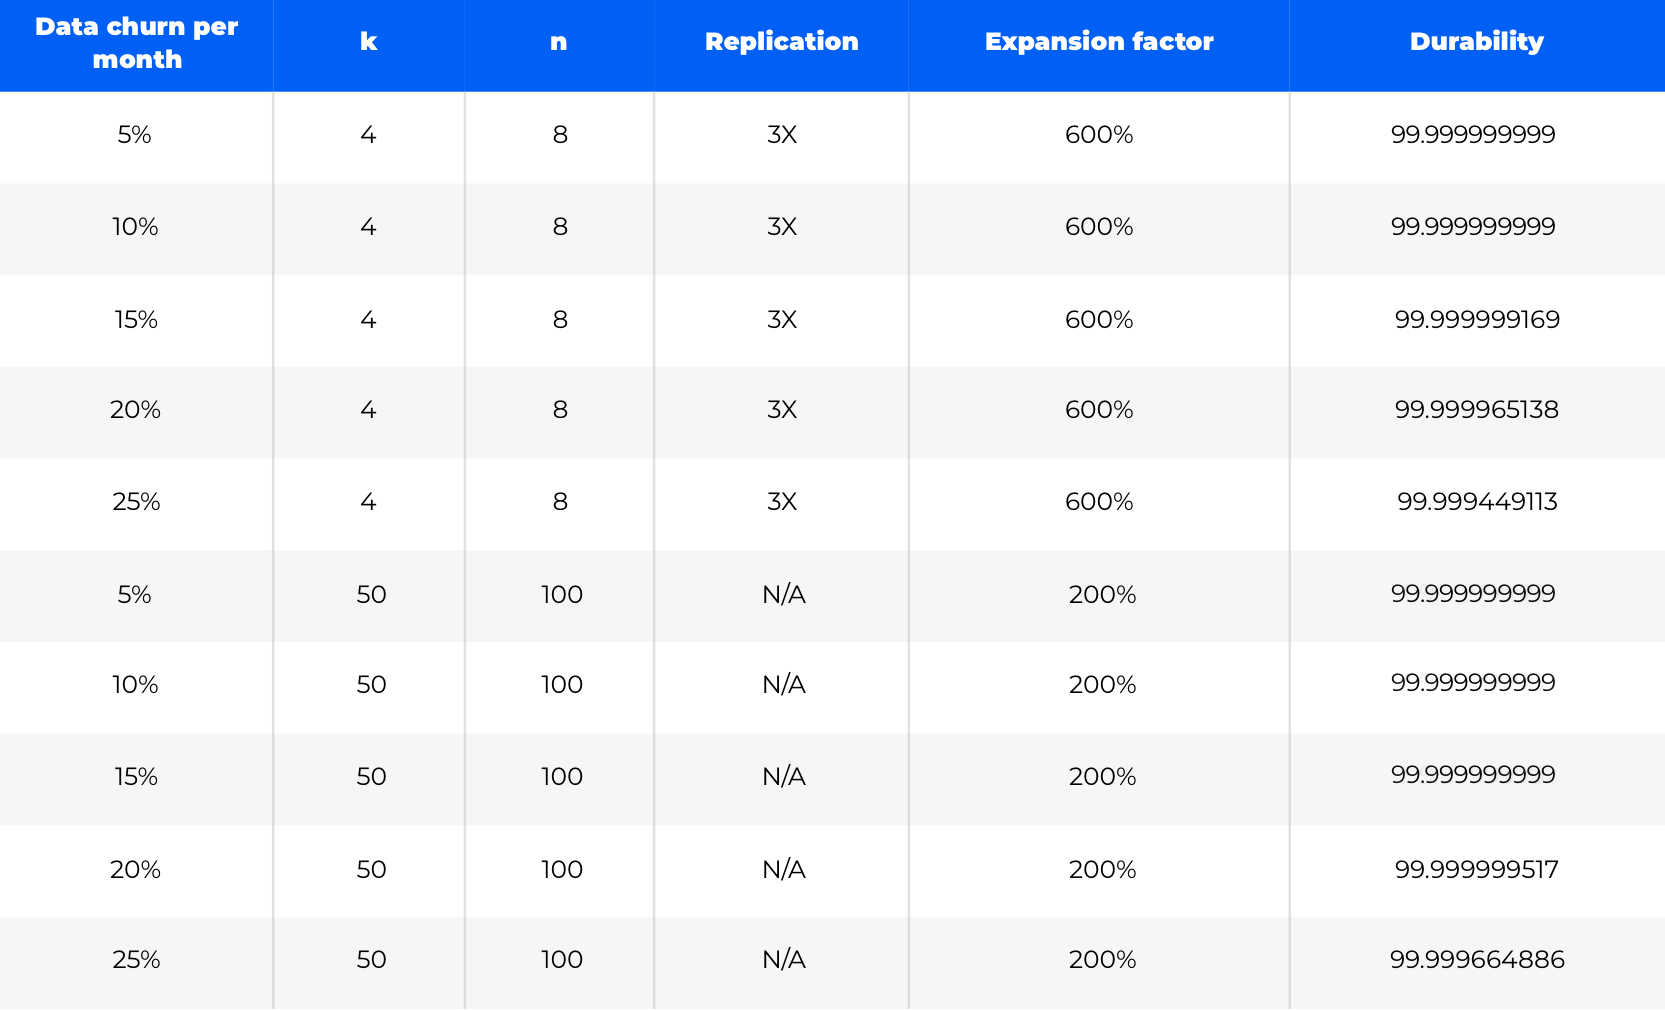 Data churn per
month
k
n
Replication
Expansion factor
Durability
5% 4 8 3X 600% 99.999999999
10% 4 8 3X 600% 99.999999999
15% 4 8 3X 600% 99.999999169
20% 4 8 3X 600% 99.999965138
25% 4 8 3X 600% 99.999449113
5% 50 100 N/A 200% 99.999999999
10% 50 100 N/A 200% 99.999999999
15% 50 100 N/A 200% 99.999999999
20% 50 100 N/A 200% 99.999999517
25% 50 100 N/A 200% 99.999664886